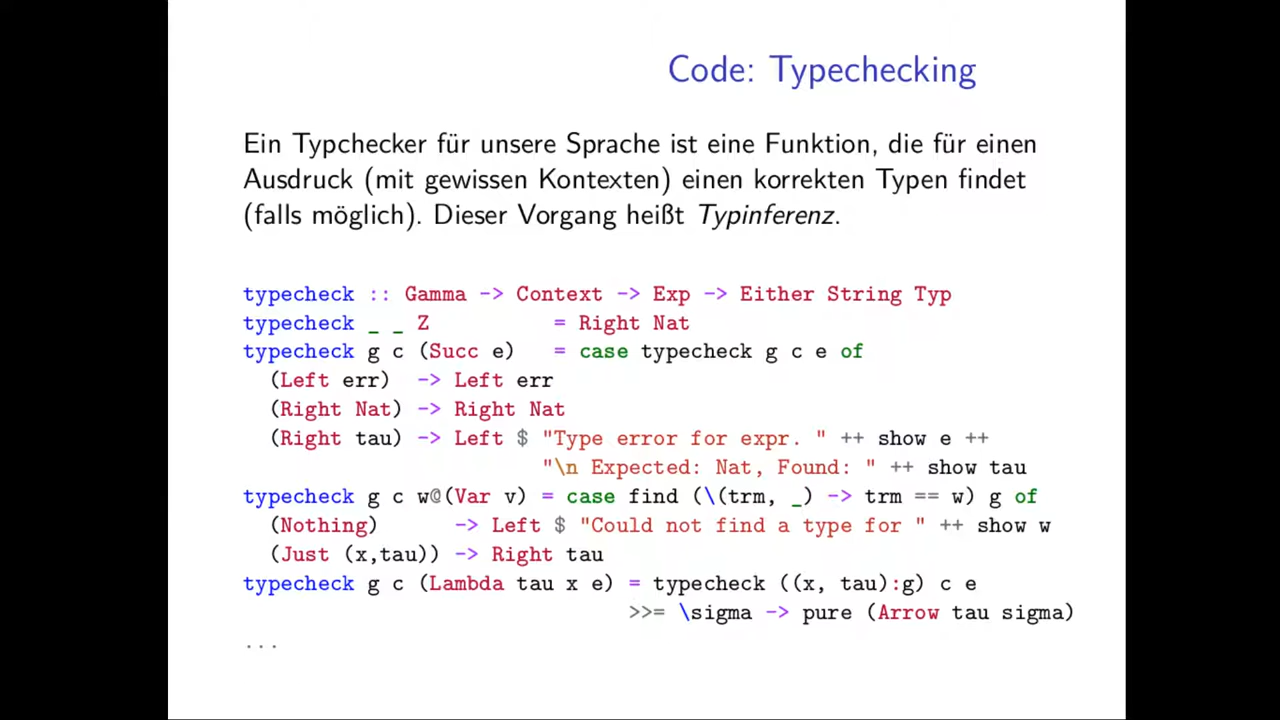 Code: Typechecking
Ein Typchecker für unsere Sprache ist eine Funktion, die für einen
Ausdruck (mit gewissen Kontexten) einen korrekten Typen findet
(falls möglich). Dieser Vorgang heißt Typinferenz.
typecheck :: Gamma -> Context -> Exp -> Either String Typ
typecheck _ _ Z = Right Nat
typecheck g c (Succ e) = case typecheck g c e of
(Left err) -> Left err
(Right Nat) -> Right Nat
(Right tau) -> Left $ "Type error for expr. " ++ show e ++
"\n Expected: Nat, Found: " ++ show tau
typecheck g c w@(Var v) = case find (\(trm, _) -> trm == w) g of
(Nothing) -> Left $ "Could not find a type for " ++ show w
(Just (x,tau)) -> Right tau
typecheck g c (Lambda tau x e) = typecheck ((x, tau):g) c e
>>= \sigma -> pure (Arrow tau sigma)
...